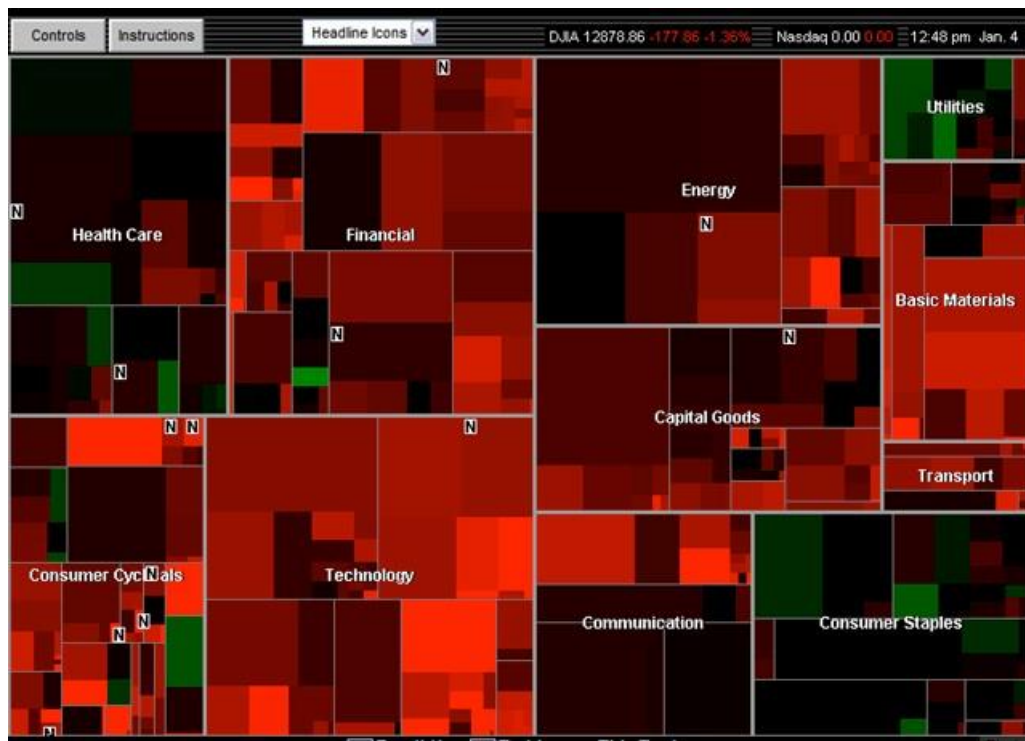 Controls
Instructions
Headline Icons
DJIA 12878.86 -177.86 -1.36%
Nasdaq 0.00 0.00
12:48 pm Jan. 4
N
Utilities
Energy
N
N
Health Care
Financial
N
Basic Materials
N
N
N
Capital Goods
N N
N
Transport
Consumer Cyclicals
N
Technology
N
N
Communication
Consumer Staples
N